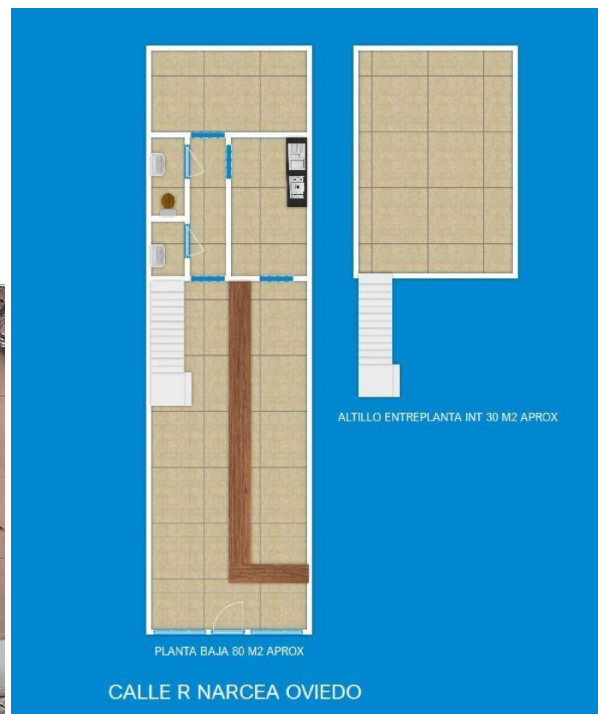 ALTILLO ENTREPLANTA INT 30 M2 APROX
PLANTA BAJA 80 M2 APROX
CALLE R NARCEA OVIEDO